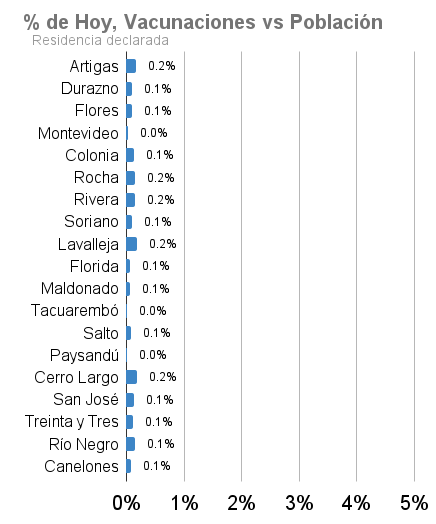 % de Hoy, Vacunaciones vs Población
Residencia declarada
Artigas 0.2%
Durazno 0.1%
Flores 0.1%
Montevideo 0.0%
Colonia 0.1%
Rocha 0.2%
Rivera 0.2%
Soriano 0.1%
Lavalleja 0.2%
Florida 0.1%
Maldonado 0.1%
Tacuarembó 0.0%
Salto 0.1%
Paysandú 0.0%
Cerro Largo 0.2%
San José 0.1%
Treinta y Tres 0.1%
Río Negro 0.1%
Canelones 0.1%
0% 1% 2% 3% 4% 5%